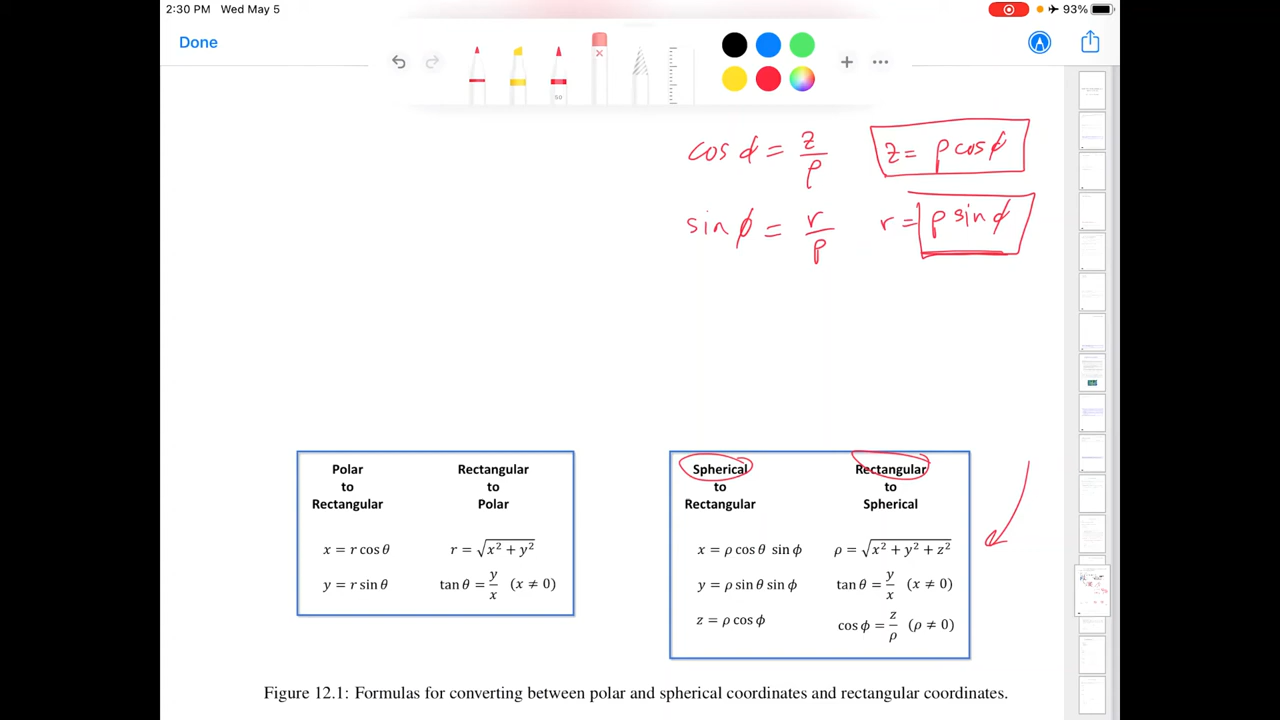 2:30 PM Wed May 5
93%
Done
50
cos ϕ = z/ρ
z = ρ cos ϕ
sin ϕ = r/ρ
r = ρ sin ϕ
Polar
to
Rectangular
Rectangular
to
Polar
x = r cos θ
r = √(x² + y²)
y = r sin θ
tan θ = y/x (x ≠ 0)
Spherical
to
Rectangular
Rectangular
to
Spherical
x = ρ cos θ sin ϕ
ρ = √(x² + y² + z²)
y = ρ sin θ sin ϕ
tan θ = y/x (x ≠ 0)
z = ρ cos ϕ
cos ϕ = z/ρ (ρ ≠ 0)
Figure 12.1: Formulas for converting between polar and spherical coordinates and rectangular coordinates.